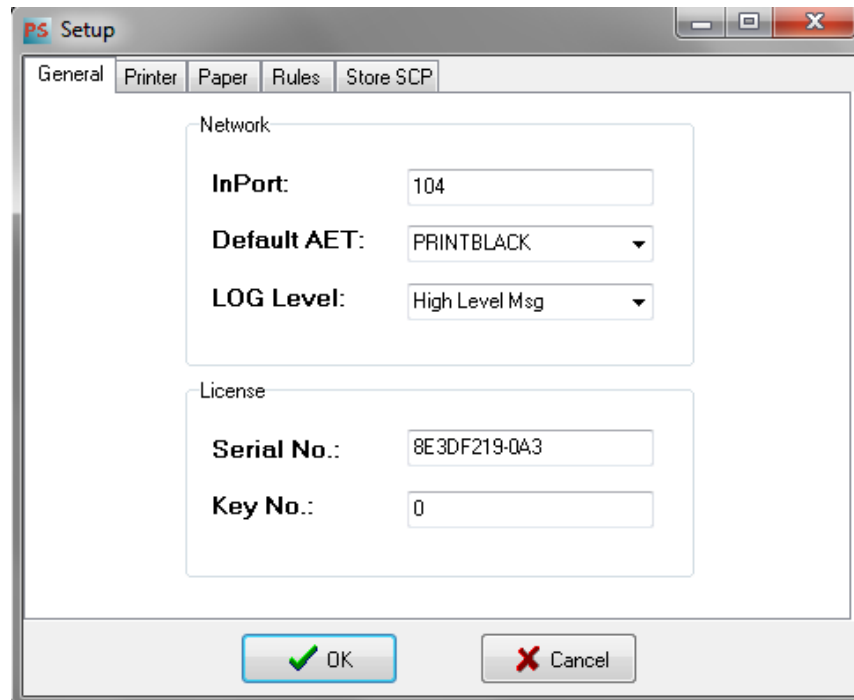 PS Setup
General Printer Paper Rules Store SCP
Network
InPort: 104
Default AET: PRINTBLACK
LOG Level: High Level Msg
License
Serial No.: 8E3DF219-0A3
Key No.: 0
OK Cancel